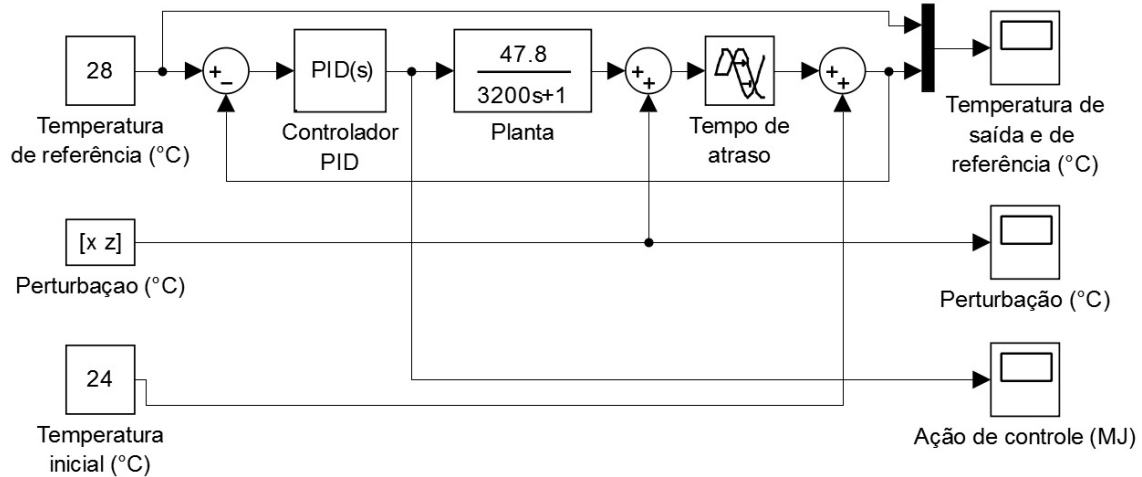 28
Temperatura
de referência (°C)
+
−
PID(s)
Controlador
PID
47.8
3200s+1
Planta
+
+
Tempo de
atraso
+
+
Temperatura de
saída e de
referência (°C)
[x z]
Perturbaçao (°C)
Perturbação (°C)
24
Temperatura
inicial (°C)
Ação de controle (MJ)